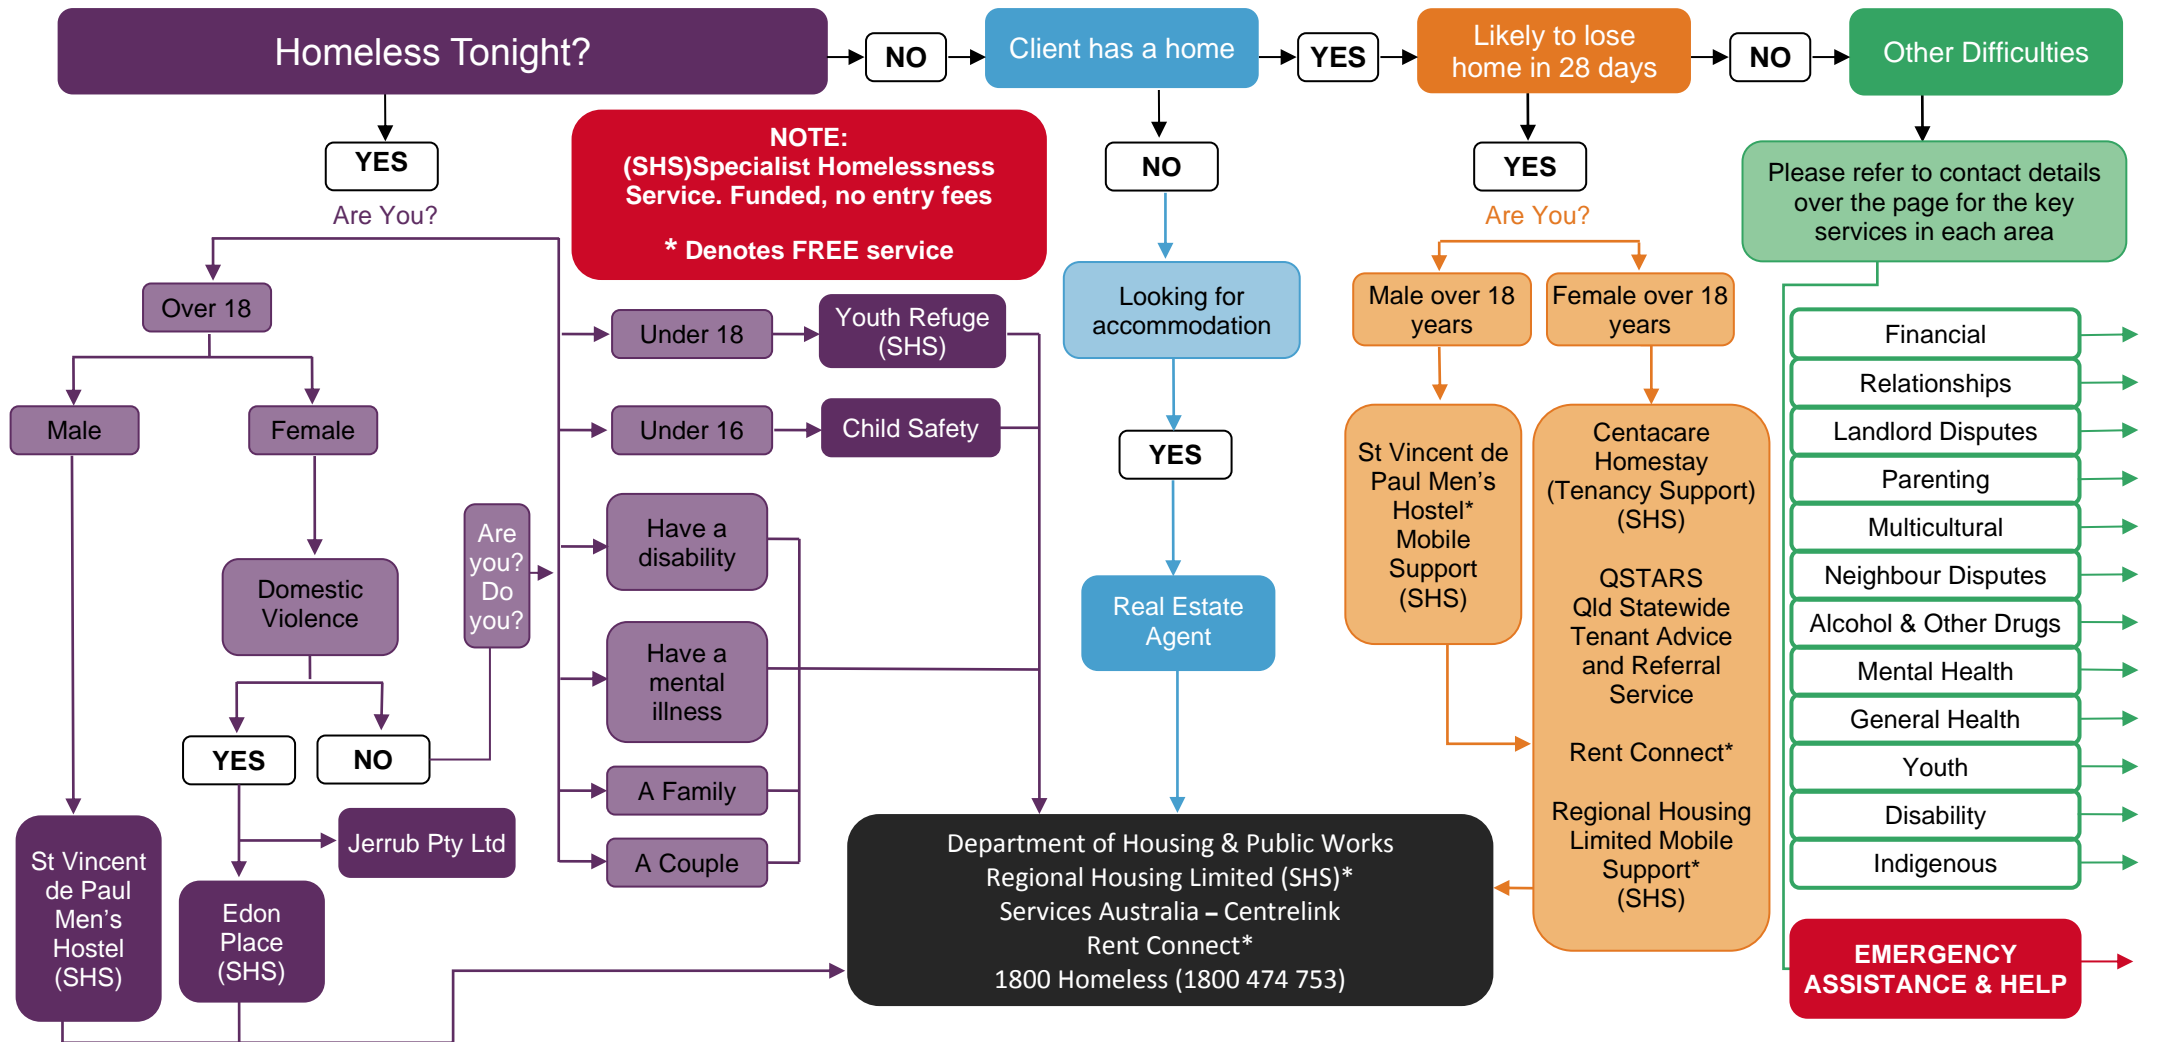 Homeless Tonight?
NO
Client has a home
YES
Likely to lose
home in 28 days
NO
Other Difficulties
YES
Are You?
NOTE:
(SHS)Specialist Homelessness
Service. Funded, no entry fees
* Denotes FREE service
NO
YES
Are You?
Please refer to contact details
over the page for the key
services in each area
Over 18
Male
Female
Domestic
Violence
YES
NO
Are
you?
Do
you?
St Vincent
de Paul
Men's
Hostel
(SHS)
Edon
Place
(SHS)
Jerrub Pty Ltd
Under 18
Youth Refuge
(SHS)
Under 16
Child Safety
Have a
disability
Have a
mental
illness
A Family
A Couple
Looking for
accommodation
YES
Real Estate
Agent
Department of Housing & Public Works
Regional Housing Limited (SHS)*
Services Australia – Centrelink
Rent Connect*
1800 Homeless (1800 474 753)
Male over 18
years
Female over 18
years
St Vincent de
Paul Men's
Hostel*
Mobile
Support
(SHS)
Centacare
Homestay
(Tenancy Support)
(SHS)
QSTARS
Qld Statewide
Tenant Advice
and Referral
Service
Rent Connect*
Regional Housing
Limited Mobile
Support*
(SHS)
Financial
Relationships
Landlord Disputes
Parenting
Multicultural
Neighbour Disputes
Alcohol & Other Drugs
Mental Health
General Health
Youth
Disability
Indigenous
EMERGENCY
ASSISTANCE & HELP